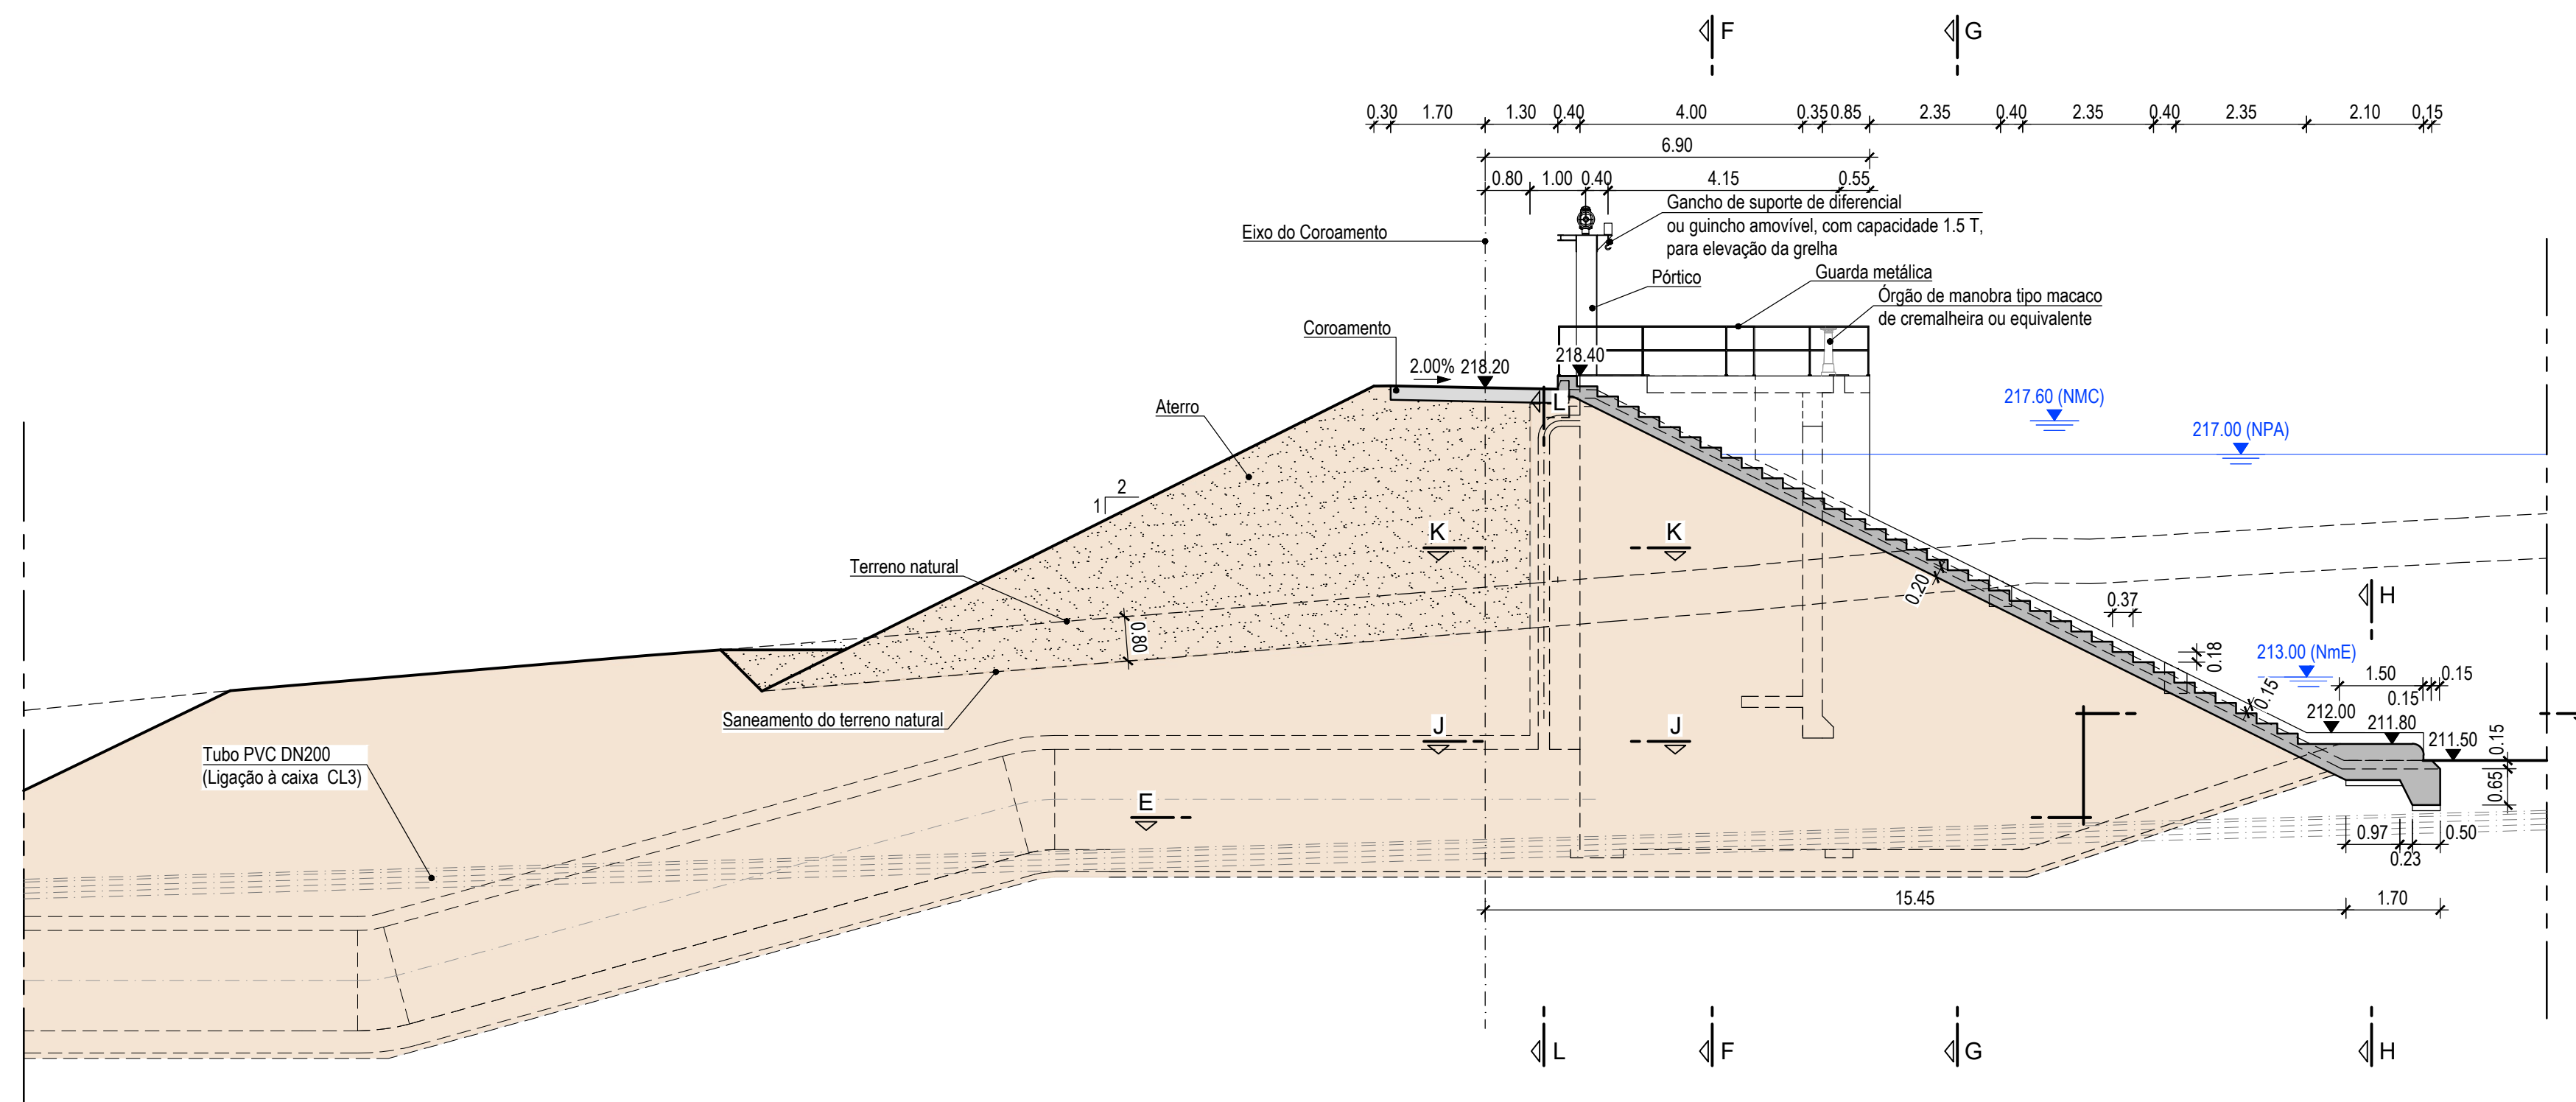 F
G
0.30 1.70 1.30 0.40 4.00 0.35 0.85 2.35 0.40 2.35 0.40 2.35 2.10 0.15
6.90
0.80 1.00 0.40 4.15 0.55
Gancho de suporte de diferencial
ou guincho amovível, com capacidade 1.5 T,
para elevação da grelha
Eixo do Coroamento
Pórtico
Guarda metálica
Órgão de manobra tipo macaco
de cremalheira ou equivalente
Coroamento
2.00% 218.20
218.40
L
217.60 (NMC)
217.00 (NPA)
Aterro
2
1
K
K
Terreno natural
0.80
0.20
0.37
H
0.18
213.00 (NmE)
1.50
0.15
0.15
0.15
212.00
211.80
211.50
0.15
0.65
Saneamento do terreno natural
J
J
Tubo PVC DN200
(Ligação à caixa CL3)
E
0.97
0.50
0.23
15.45
1.70
L
F
G
H